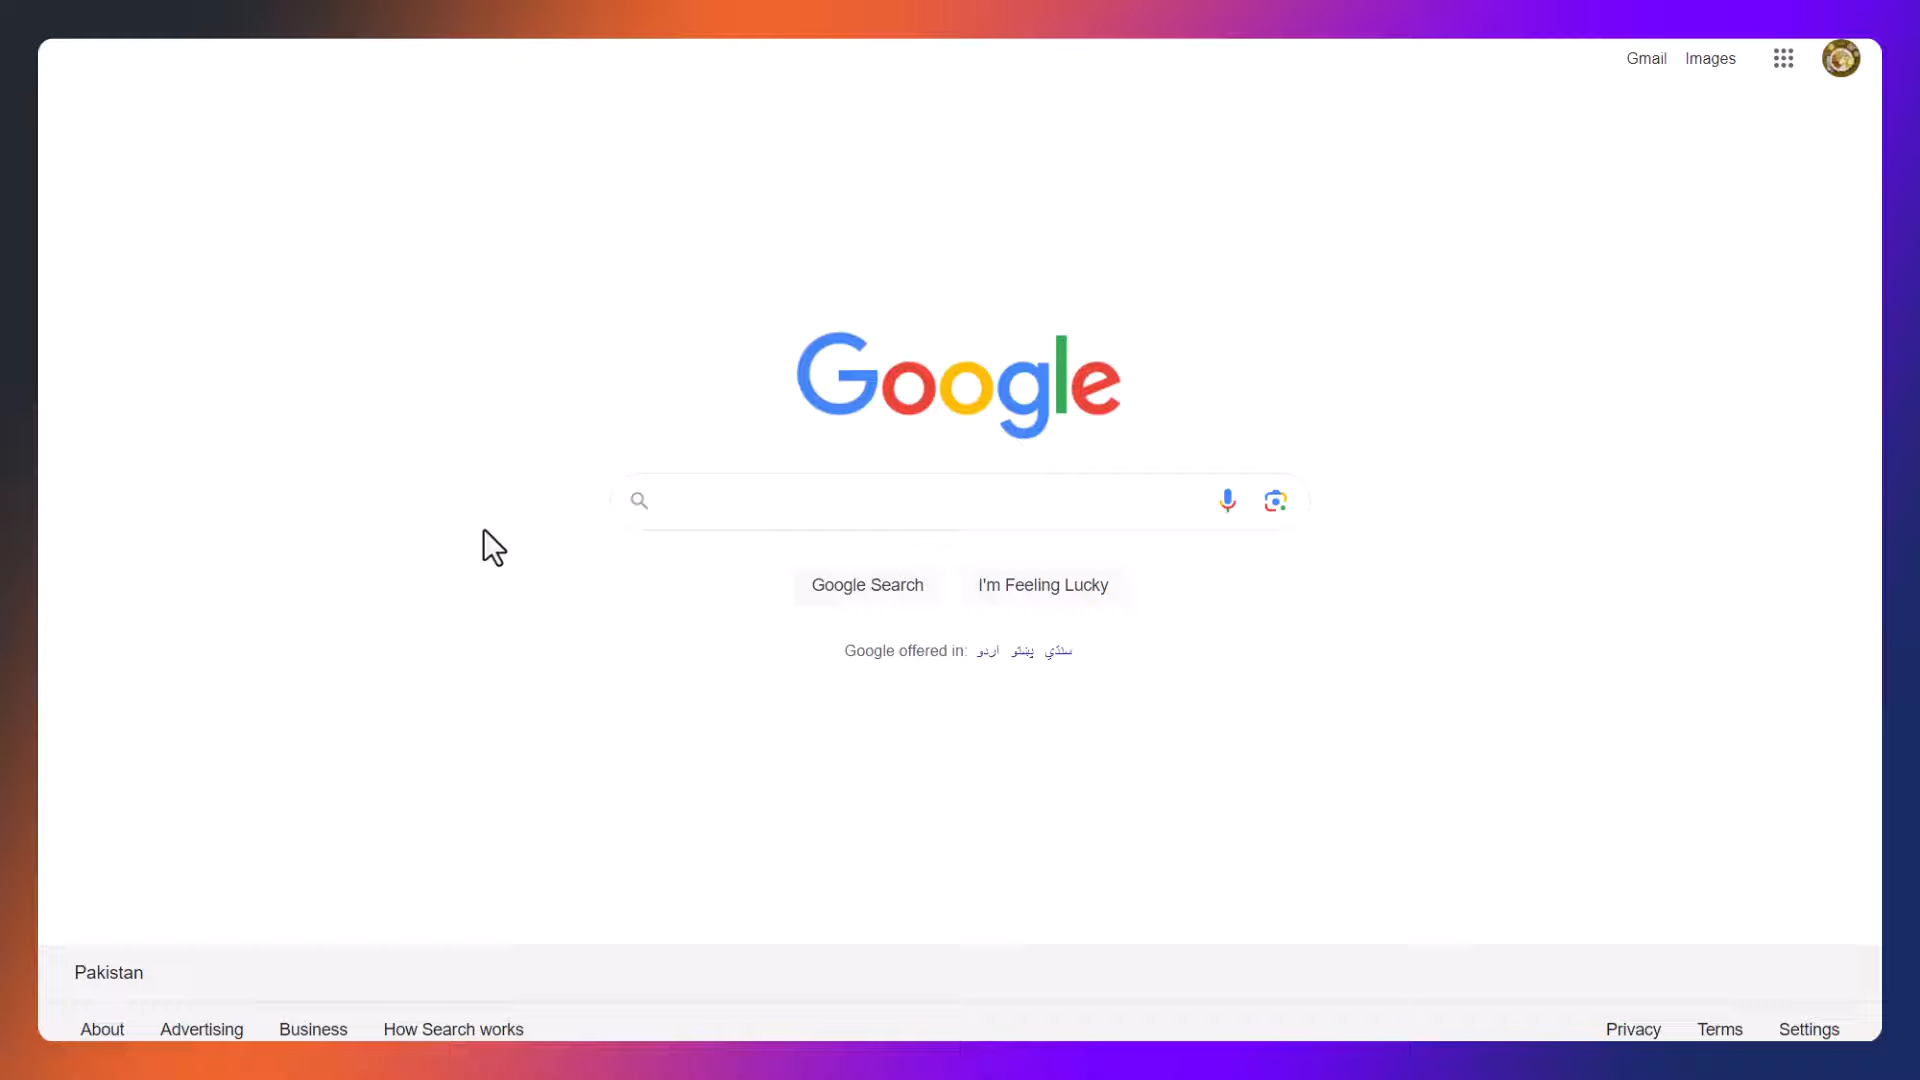 Gmail Images
Google
Google Search I'm Feeling Lucky
Google offered in: اردو پښتو سنڌي
Pakistan
About Advertising Business How Search works Privacy Terms Settings